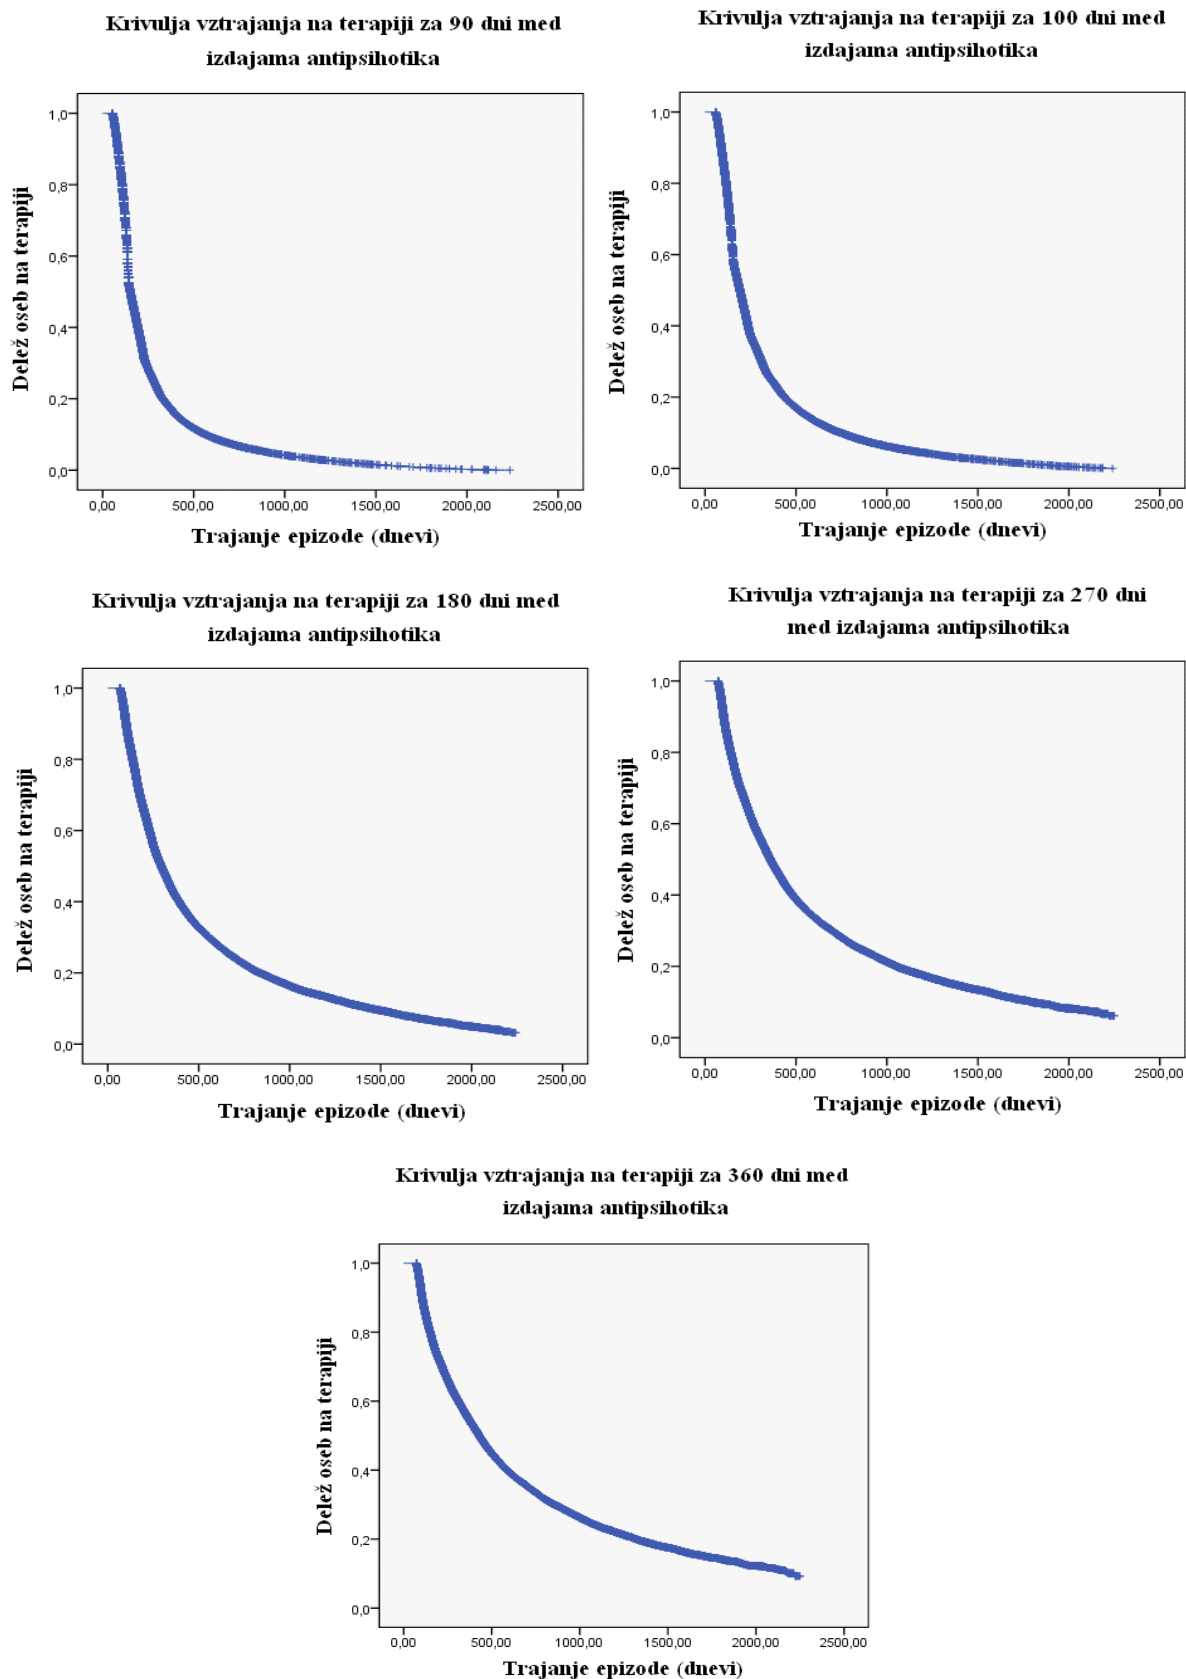 Krivulja vztrajanja na terapiji za 90 dni med
izdajama antipsihotika
1,0
0,8
0,6
0,4
0,2
0,0
Delež oseb na terapiji
0,00 500,00 1000,00 1500,00 2000,00 2500,00
Trajanje epizode (dnevi)
Krivulja vztrajanja na terapiji za 100 dni med
izdajama antipsihotika
1,0
0,8
0,6
0,4
0,2
0,0
Delež oseb na terapiji
0,00 500,00 1000,00 1500,00 2000,00 2500,00
Trajanje epizode (dnevi)
Krivulja vztrajanja na terapiji za 180 dni med
izdajama antipsihotika
1,0
0,8
0,6
0,4
0,2
0,0
Delež oseb na terapiji
0,00 500,00 1000,00 1500,00 2000,00 2500,00
Trajanje epizode (dnevi)
Krivulja vztrajanja na terapiji za 270 dni
med izdajama antipsihotika
1,0
0,8
0,6
0,4
0,2
0,0
Delež oseb na terapiji
0,00 500,00 1000,00 1500,00 2000,00 2500,00
Trajanje epizode (dnevi)
Krivulja vztrajanja na terapiji za 360 dni med
izdajama antipsihotika
1,0
0,8
0,6
0,4
0,2
0,0
Delež oseb na terapiji
0,00 500,00 1000,00 1500,00 2000,00 2500,00
Trajanje epizode (dnevi)